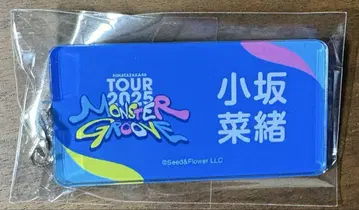 HINATAZAKA46
TOUR
2025
MONSTER
GROOVE
小坂
菜緒
©Seed&Flower LLC